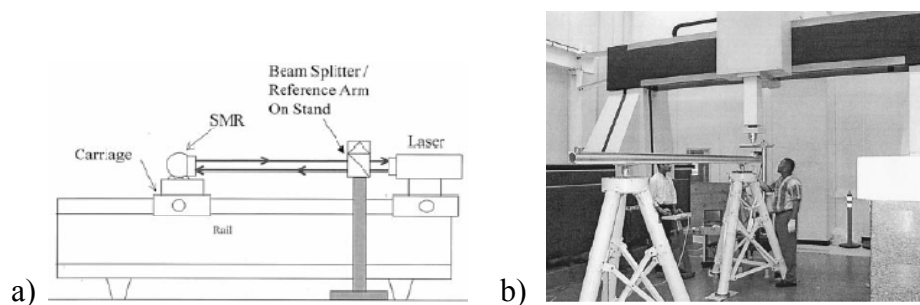 Beam Splitter /
Reference Arm
On Stand
SMR
Laser
Carriage
Rail
a)
b)